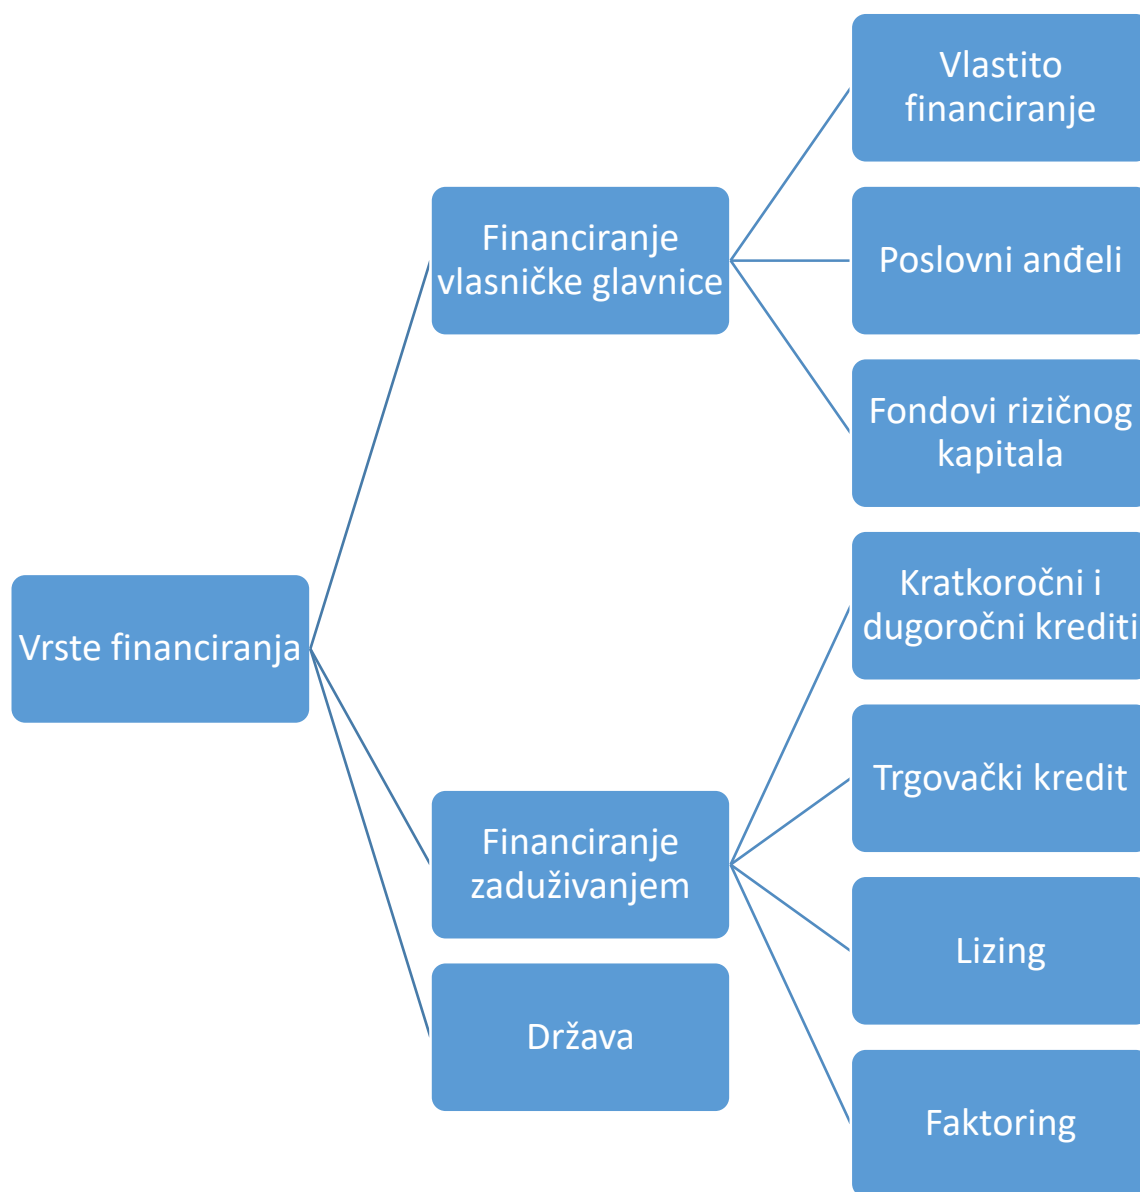 Vrste financiranja
Financiranje
vlasničke glavnice
Vlastito
financiranje
Poslovni anđeli
Fondovi rizičnog
kapitala
Financiranje
zaduživanjem
Kratkoročni i
dugoročni krediti
Trgovački kredit
Lizing
Faktoring
Država